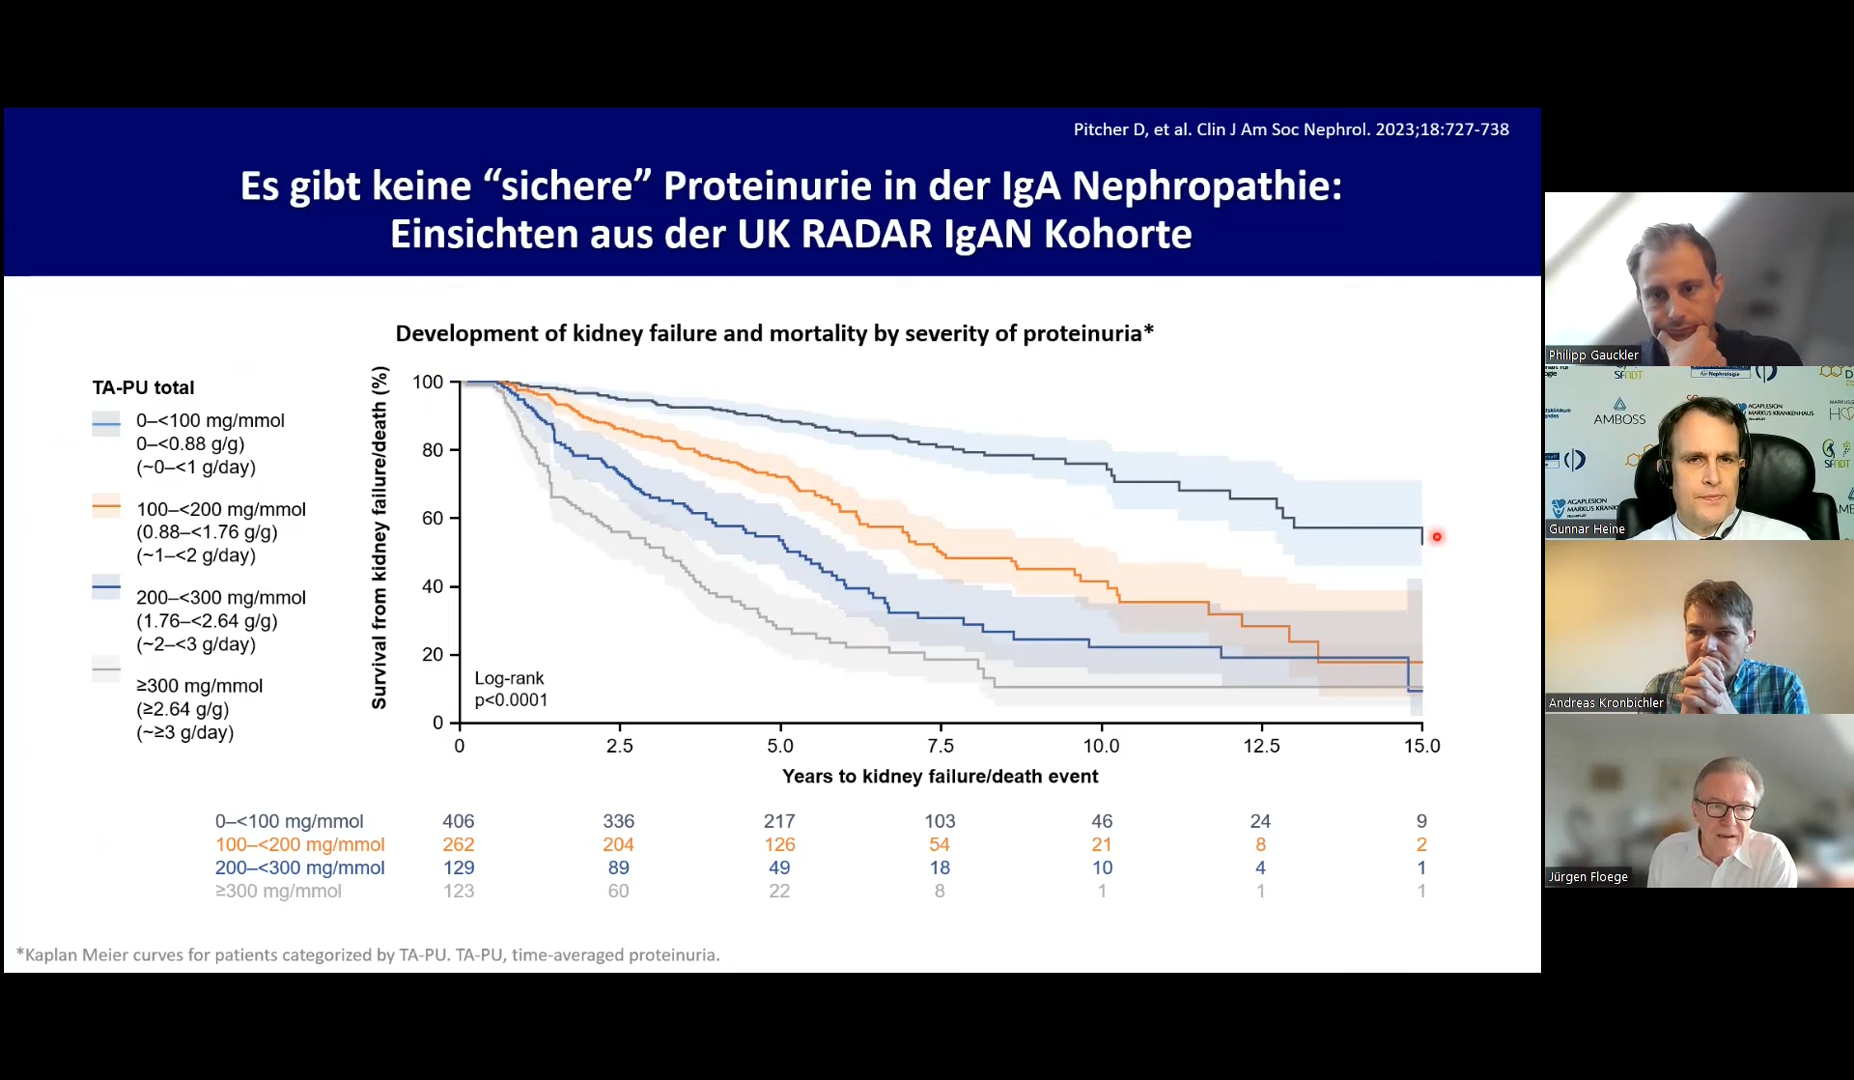 Pitcher D, et al. Clin J Am Soc Nephrol. 2023;18:727-738
Es gibt keine “sichere” Proteinurie in der IgA Nephropathie:
Einsichten aus der UK RADAR IgAN Kohorte
Development of kidney failure and mortality by severity of proteinuria*
TA-PU total
0–<100 mg/mmol
0–<0.88 g/g)
(~0–<1 g/day)
100–<200 mg/mmol
(0.88–<1.76 g/g)
(~1–<2 g/day)
200–<300 mg/mmol
(1.76–<2.64 g/g)
(~2–<3 g/day)
≥300 mg/mmol
(≥2.64 g/g)
(~≥3 g/day)
Survival from kidney failure/death (%)
100
80
60
40
20
0
Log-rank
p<0.0001
0 2.5 5.0 7.5 10.0 12.5 15.0
Years to kidney failure/death event
0–<100 mg/mmol 406 336 217 103 46 24 9
100–<200 mg/mmol 262 204 126 54 21 8 2
200–<300 mg/mmol 129 89 49 18 10 4 1
≥300 mg/mmol 123 60 22 8 1 1 1
*Kaplan Meier curves for patients categorized by TA-PU. TA-PU, time-averaged proteinuria.
Philipp Gauckler
für Nephrologie
AMBOSS
AGAPLESION
MARKUS KRANKENHAUS
AGAPLESION
Gunnar Heine
Andreas Kronbichler
Jürgen Floege